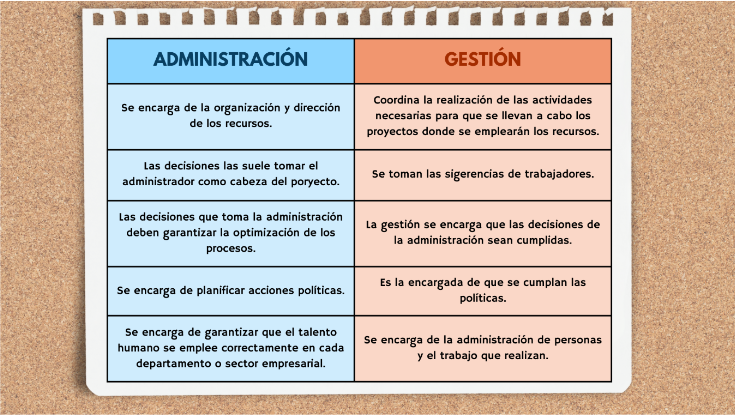 ADMINISTRACIÓN
GESTIÓN
Se encarga de la organización y dirección
de los recursos.
Coordina la realización de las actividades
necesarias para que se llevan a cabo los
proyectos donde se emplearán los recursos.
Las decisiones las suele tomar el
administrador como cabeza del poryecto.
Se toman las sigerencias de trabajadores.
Las decisiones que toma la administración
deben garantizar la optimización de los
procesos.
La gestión se encarga que las decisiones de
la administración sean cumplidas.
Se encarga de planificar acciones políticas.
Es la encargada de que se cumplan las
políticas.
Se encarga de garantizar que el talento
humano se emplee correctamente en cada
departamento o sector empresarial.
Se encarga de la administración de personas
y el trabajo que realizan.